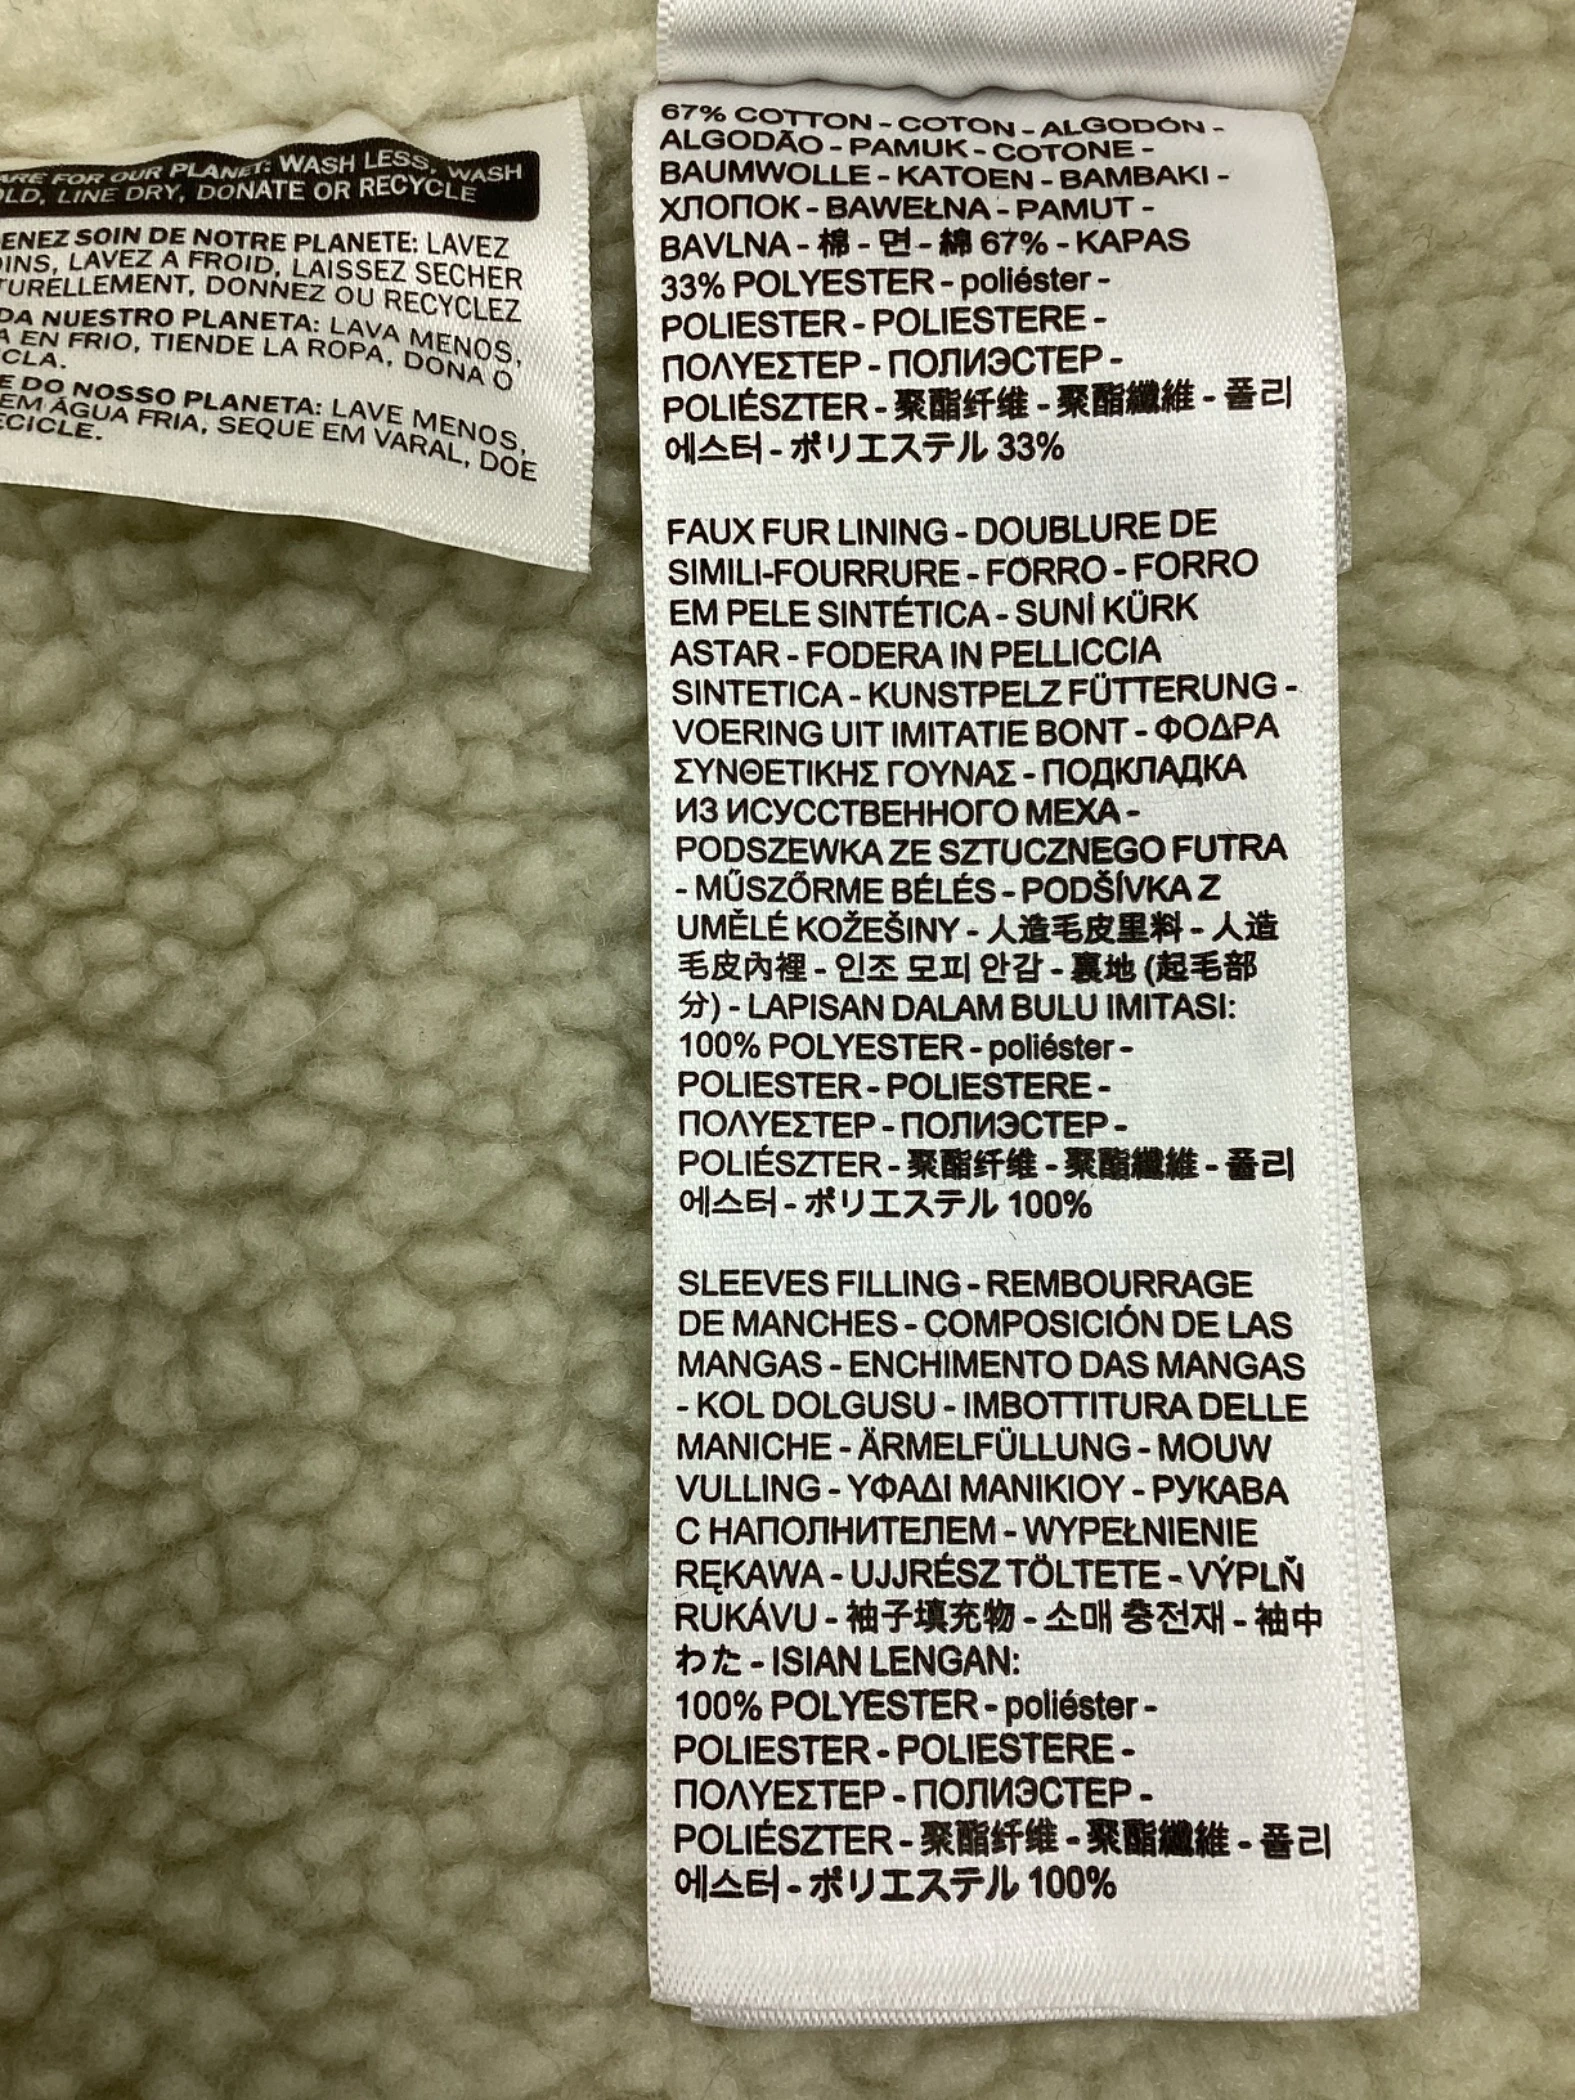 ARE FOR OUR PLANET: WASH LESS, WASH
OLD, LINE DRY, DONATE OR RECYCLE
ENEZ SOIN DE NOTRE PLANETE: LAVEZ
OINS, LAVEZ A FROID, LAISSEZ SECHER
TURELLEMENT, DONNEZ OU RECYCLEZ
DA NUESTRO PLANETA: LAVA MENOS,
A EN FRIO, TIENDE LA ROPA, DONA O
CLA.
E DO NOSSO PLANETA: LAVE MENOS,
EM ÁGUA FRIA, SEQUE EM VARAL, DOE
ECICLE.
67% COTTON - COTON - ALGODÓN -
ALGODÃO - PAMUK - COTONE -
BAUMWOLLE - KATOEN - BAMBAKI -
ХЛОПОК - BAWEŁNA - PAMUT -
BAVLNA - 棉 - 면 - 綿 67% - KAPAS
33% POLYESTER - poliéster -
POLIESTER - POLIESTERE -
ΠΟΛΥΕΣΤΕΡ - ПОЛИЭСТЕР -
POLIÉSZTER - 聚酯纤维 - 聚酯纖維 - 폴리
에스터 - ポリエステル 33%
FAUX FUR LINING - DOUBLURE DE
SIMILI-FOURRURE - FORRO - FORRO
EM PELE SINTÉTICA - SUNİ KÜRK
ASTAR - FODERA IN PELLICCIA
SINTETICA - KUNSTPELZ FÜTTERUNG -
VOERING UIT IMITATIE BONT - ΦΟΔΡΑ
ΣΥΝΘΕΤΙΚΗΣ ΓΟΥΝΑΣ - ПОДКЛАДКА
ИЗ ИСУССТВЕННОГО МЕХА -
PODSZEWKA ZE SZTUCZNEGO FUTRA
- MŰSZŐRME BÉLÉS - PODŠÍVKA Z
UMĚLÉ KOŽEŠINY - 人造毛皮里料 - 人造
毛皮內裡 - 인조 모피 안감 - 裏地 (起毛部
分) - LAPISAN DALAM BULU IMITASI:
100% POLYESTER - poliéster -
POLIESTER - POLIESTERE -
ΠΟΛΥΕΣΤΕΡ - ПОЛИЭСТЕР -
POLIÉSZTER - 聚酯纤维 - 聚酯纖維 - 폴리
에스터 - ポリエステル 100%
SLEEVES FILLING - REMBOURRAGE
DE MANCHES - COMPOSICIÓN DE LAS
MANGAS - ENCHIMENTO DAS MANGAS
- KOL DOLGUSU - IMBOTTITURA DELLE
MANICHE - ÄRMELFÜLLUNG - MOUW
VULLING - ΥΦΑΔΙ ΜΑΝΙΚΙΟΥ - РУКАВА
С НАПОЛНИТЕЛЕМ - WYPEŁNIENIE
RĘKAWA - UJJRÉSZ TÖLTETE - VÝPLŇ
RUKÁVU - 袖子填充物 - 소매 충전재 - 袖中
わた - ISIAN LENGAN:
100% POLYESTER - poliéster -
POLIESTER - POLIESTERE -
ΠΟΛΥΕΣΤΕΡ - ПОЛИЭСТЕР -
POLIÉSZTER - 聚酯纤维 - 聚酯纖維 - 폴리
에스터 - ポリエステル 100%